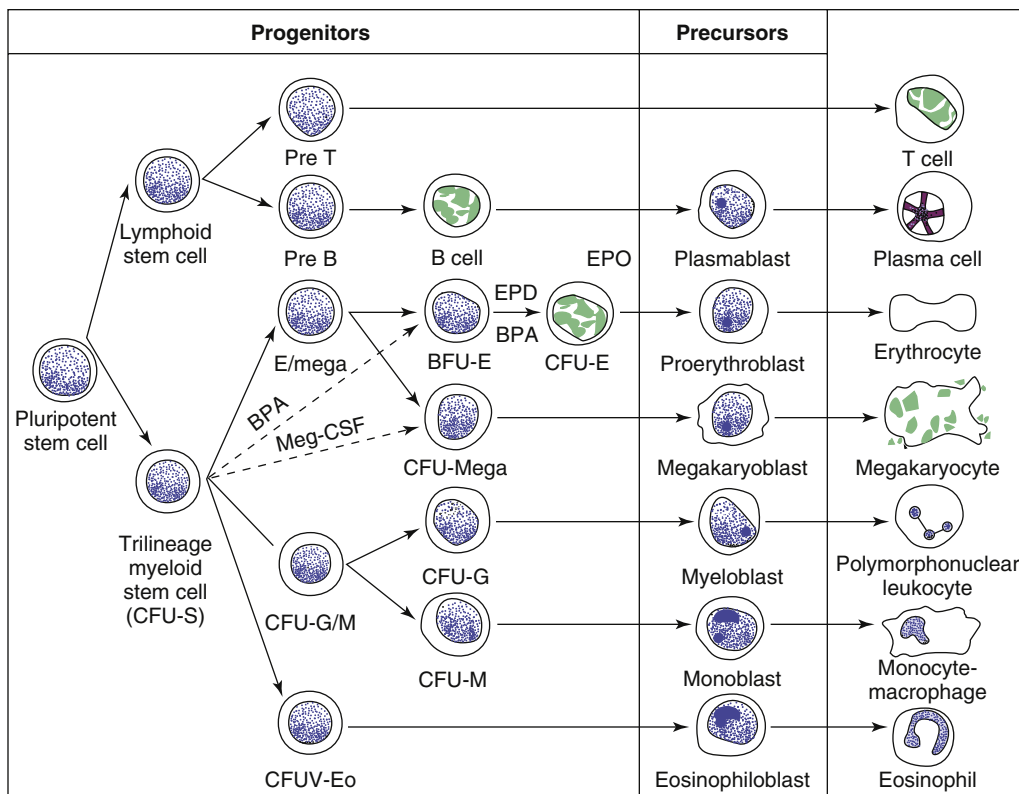 Progenitors
Precursors
Pre T
T cell
Lymphoid
stem cell
Pre B
B cell
EPO
Plasmablast
Plasma cell
EPD
BPA
E/mega
BFU-E
CFU-E
Proerythroblast
Erythrocyte
Pluripotent
stem cell
BPA
Meg-CSF
CFU-Mega
Megakaryoblast
Megakaryocyte
Trilineage
myeloid
stem cell
(CFU-S)
CFU-G/M
CFU-G
Myeloblast
Polymorphonuclear
leukocyte
CFU-M
Monoblast
Monocyte-
macrophage
CFUV-Eo
Eosinophiloblast
Eosinophil